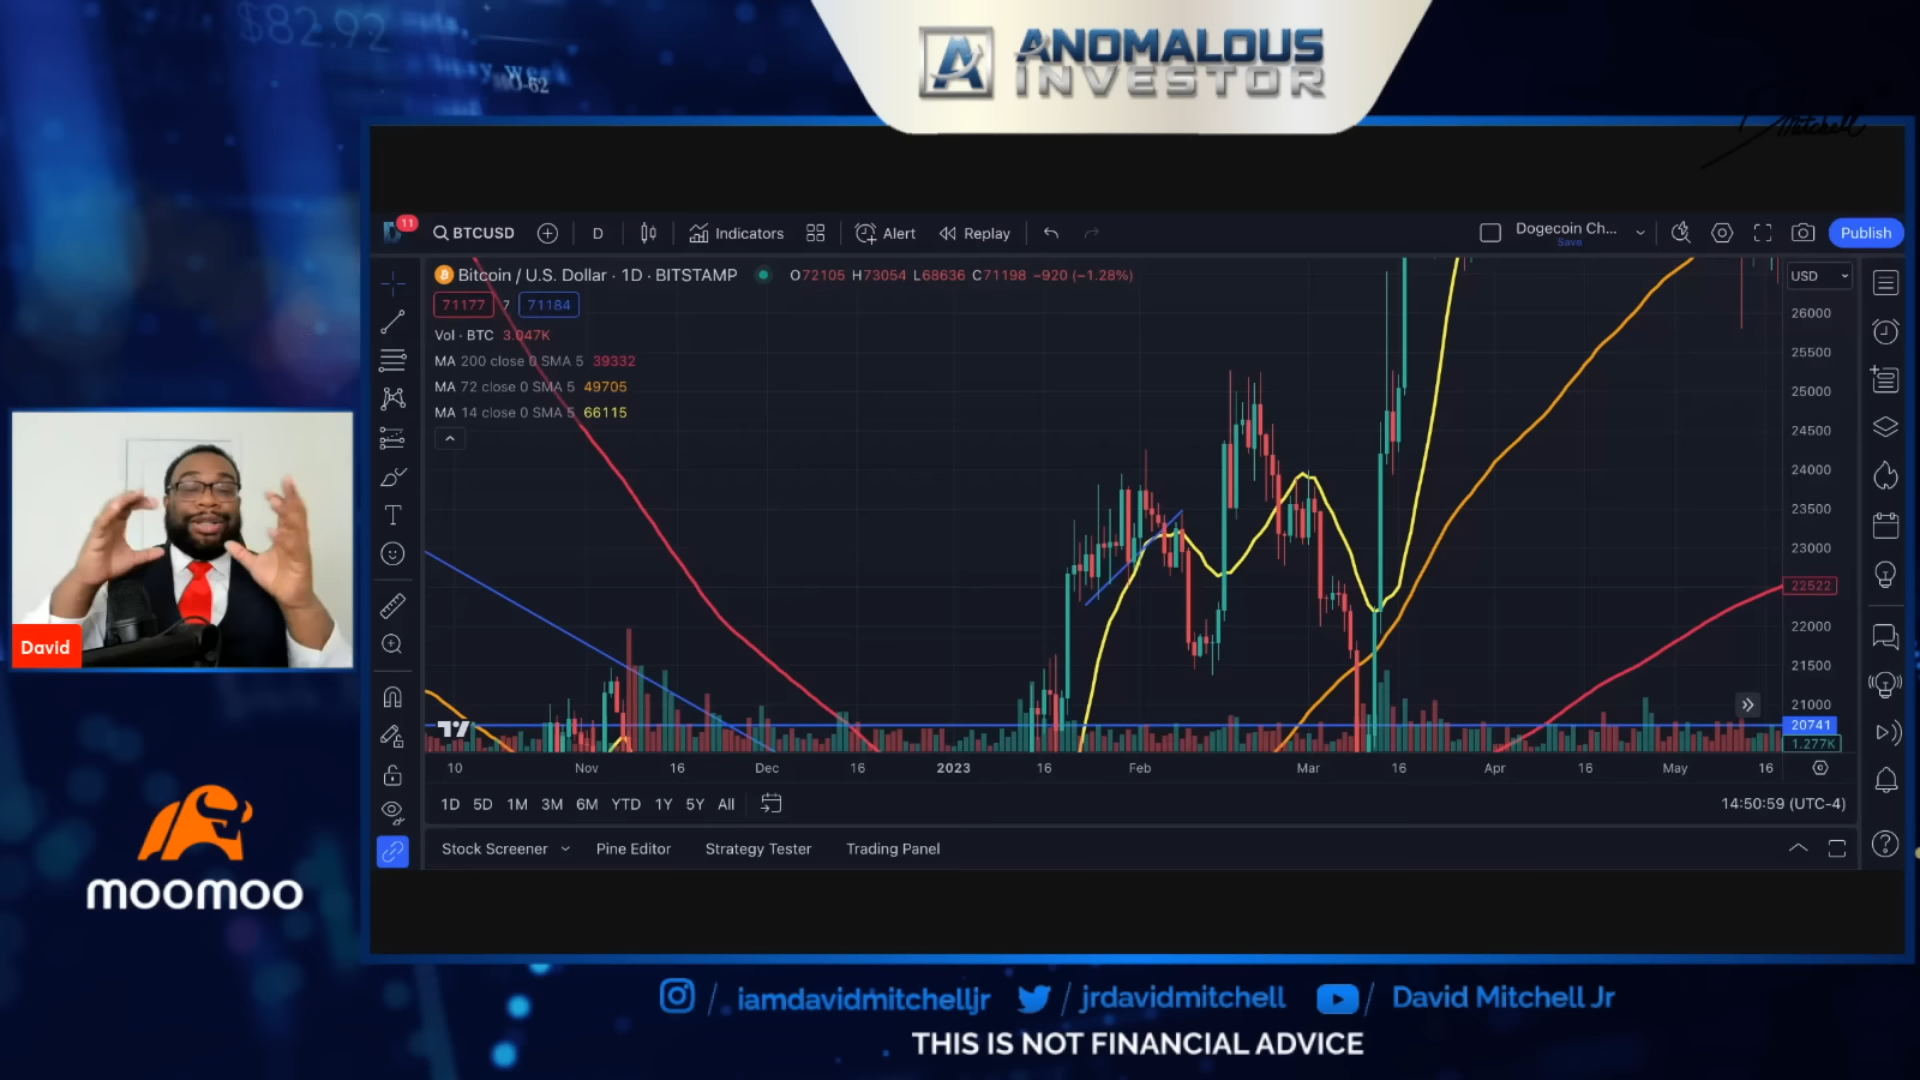 $82.92
ANOMALOUS
INVESTOR
D Mitchell
11
BTCUSD
D
Indicators
Alert
Replay
Dogecoin Ch...
Save
Publish
Bitcoin / U.S. Dollar · 1D · BITSTAMP
O72105 H73054 L68636 C71198 −920 (−1.28%)
USD
71177 7 71184
Vol · BTC 3.047K
MA 200 close 0 SMA 5 39332
MA 72 close 0 SMA 5 49705
MA 14 close 0 SMA 5 66115
26000
25500
25000
24500
24000
23500
23000
22522
22000
21500
21000
20741
1.277K
10 Nov 16 Dec 16 2023 16 Feb Mar 16 Apr 16 May 16
1D 5D 1M 3M 6M YTD 1Y 5Y All
14:50:59 (UTC-4)
Stock Screener Pine Editor Strategy Tester Trading Panel
David
moomoo
/ iamdavidmitchelljr / jrdavidmitchell / David Mitchell Jr
THIS IS NOT FINANCIAL ADVICE